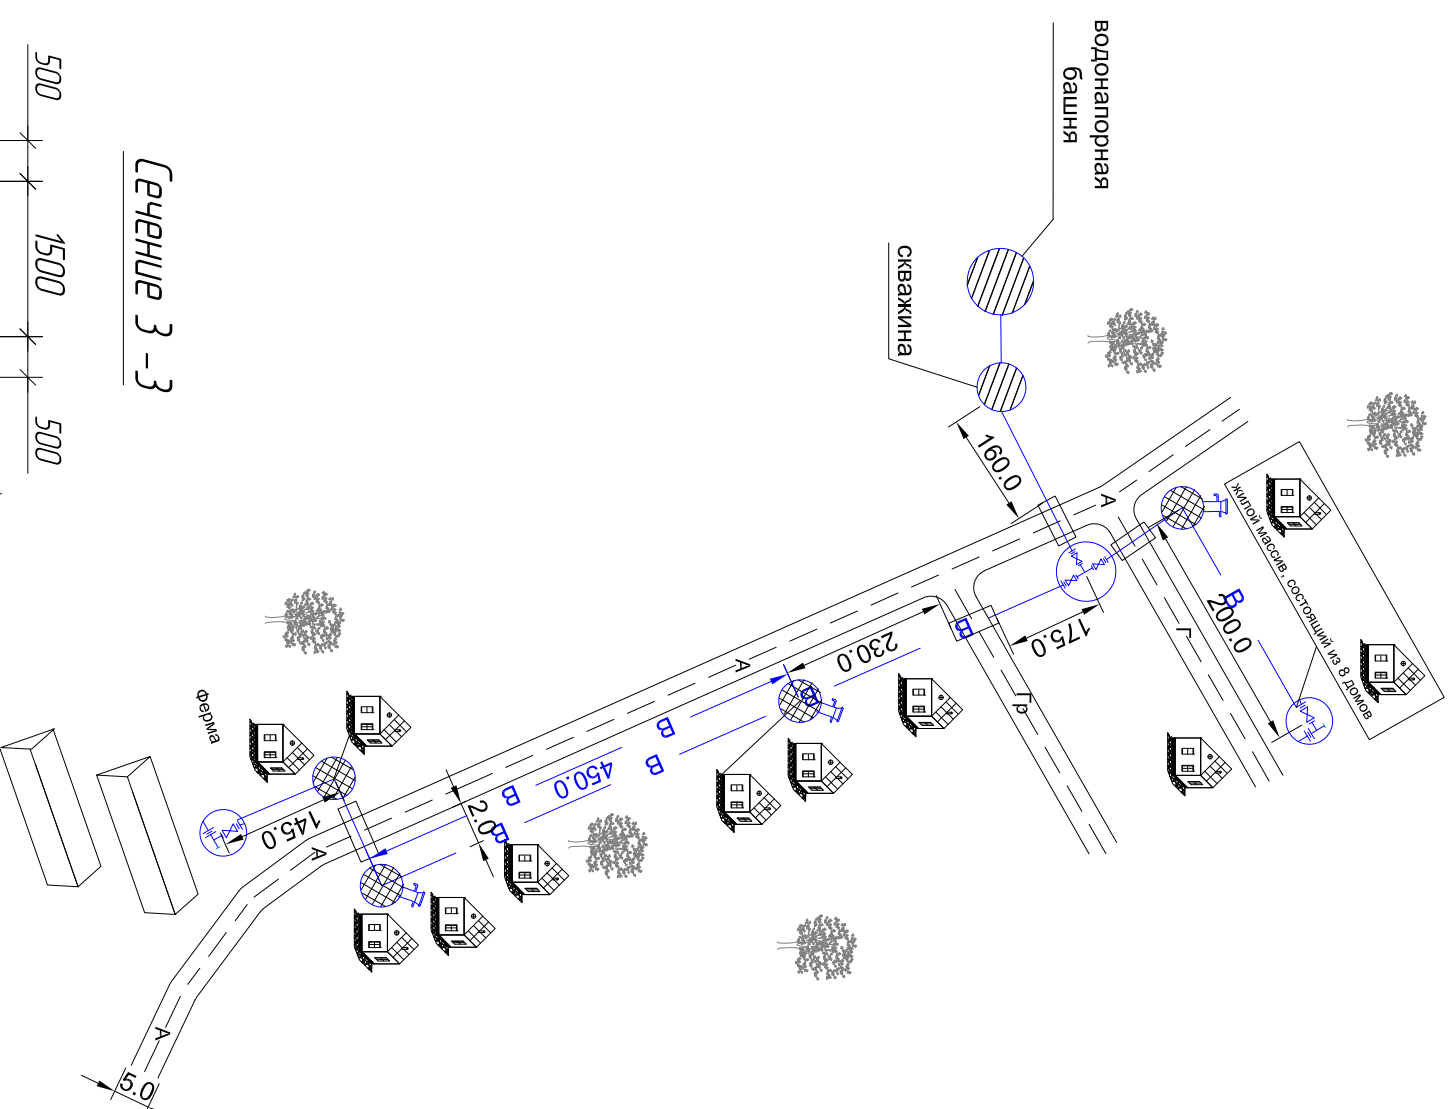 водонапорная
башня
скважина
160.0
А
жилой массив, состоящий из 8 домов
В
200.0
Г
175.0
В
Гр
230.0
А
В
В
В
450.0
В
В
2.0
Ферма
145.0
А
А
5.0
Сечение 3-3
500
1500
500